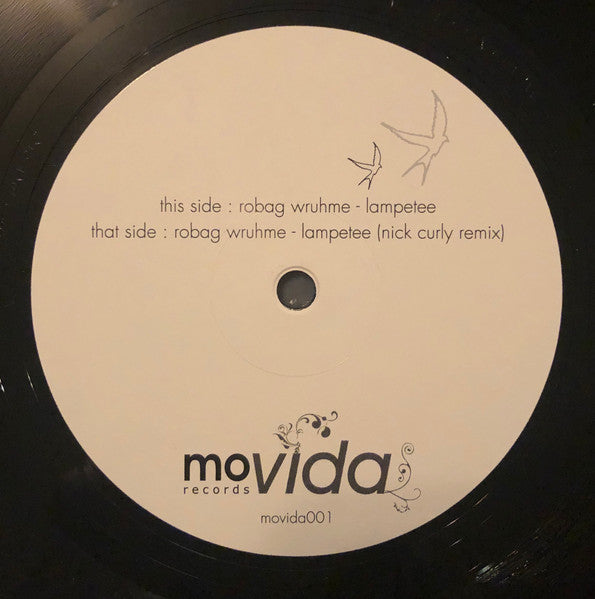 this side : robag wruhme - lampetee
that side : robag wruhme - lampetee (nick curly remix)
movida
records
movida001